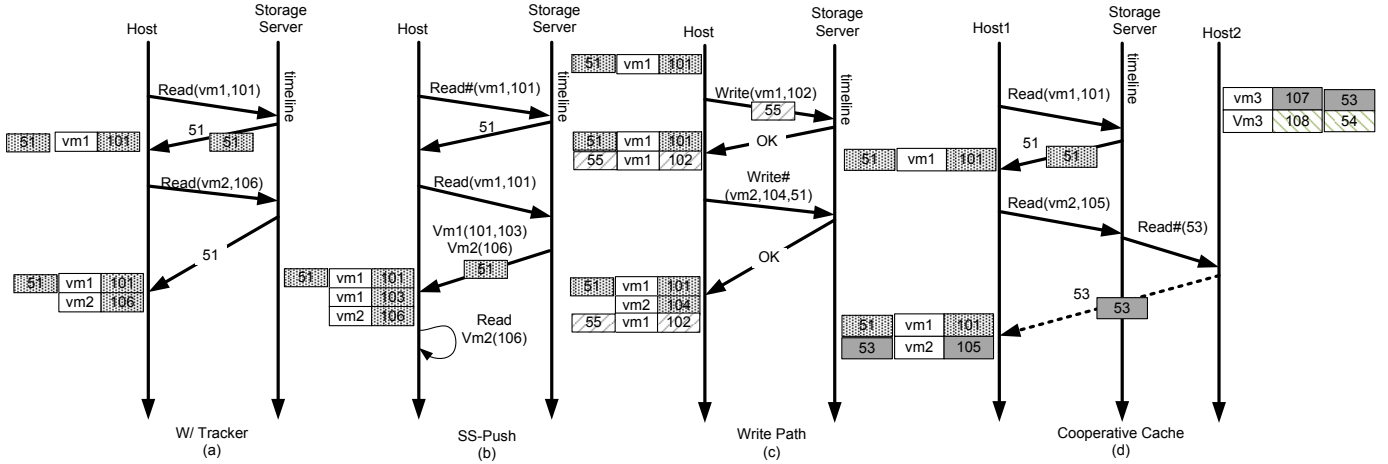 Host
Storage
Server
timeline
Read(vm1,101)
51
51
51 vm1 101
Read(vm2,106)
51
51 vm1 101
vm2 106
W/ Tracker
(a)
Host
Storage
Server
timeline
Read#(vm1,101)
51
Read(vm1,101)
Vm1(101,103)
Vm2(106)
51
51 vm1 101
vm1 103
vm2 106
Read
Vm2(106)
SS-Push
(b)
Host
Storage
Server
timeline
51 vm1 101
Write(vm1,102)
55
OK
51 vm1 101
55 vm1 102
Write#
(vm2,104,51)
OK
51 vm1 101
vm2 104
55 vm1 102
Write Path
(c)
Host1
Storage
Server
Host2
timeline
vm3 107 53
Vm3 108 54
Read(vm1,101)
51
51
51 vm1 101
Read(vm2,105)
Read#(53)
53
53
51 vm1 101
53 vm2 105
Cooperative Cache
(d)